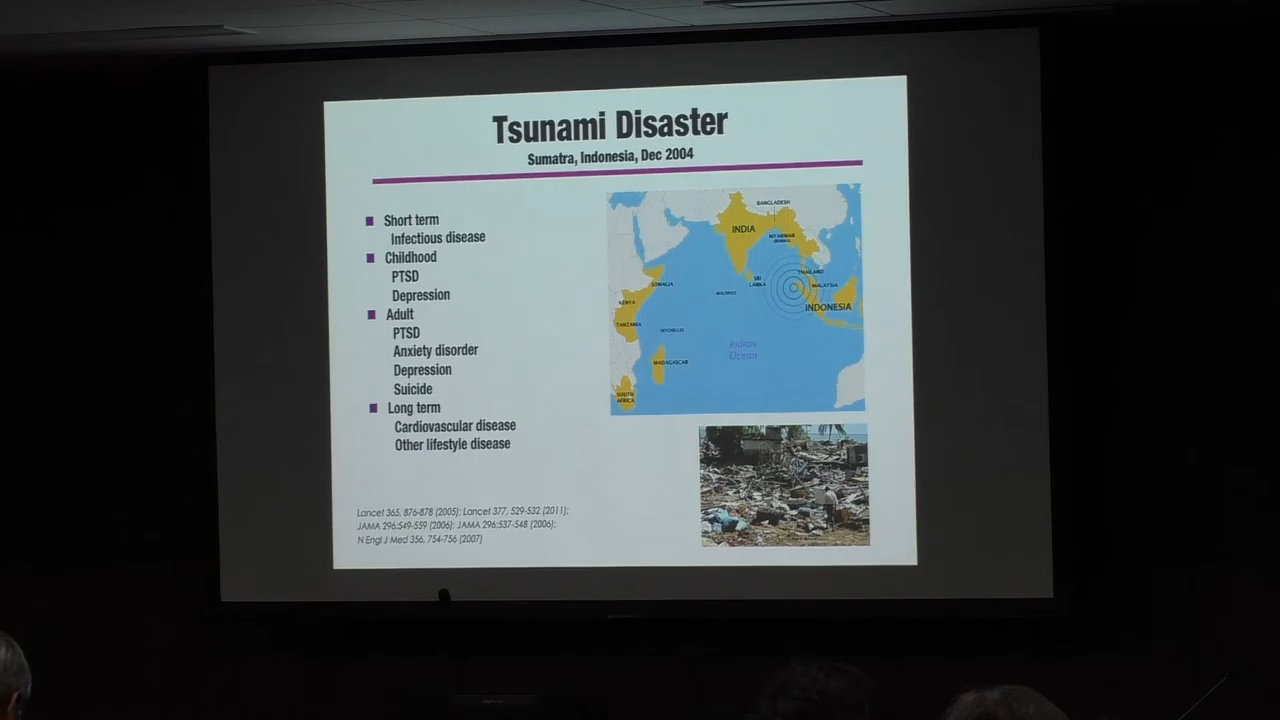 Tsunami Disaster
Sumatra, Indonesia, Dec 2004
Short term
Infectious disease
Childhood
PTSD
Depression
Adult
PTSD
Anxiety disorder
Depression
Suicide
Long term
Cardiovascular disease
Other lifestyle disease
Lancet 365, 876-878 (2005); Lancet 377, 529-532 (2011);
JAMA 296:549-559 (2006); JAMA 296:537-548 (2006);
N Engl J Med 356, 754-756 (2007)
BANGLADESH
INDIA
MYANMAR
(BURMA)
THAILAND
SRI
LANKA
SOMALIA
MALDIVES
MALAYSIA
KENYA
INDONESIA
TANZANIA
SEYCHELLES
Indian
Ocean
MADAGASCAR
SOUTH
AFRICA